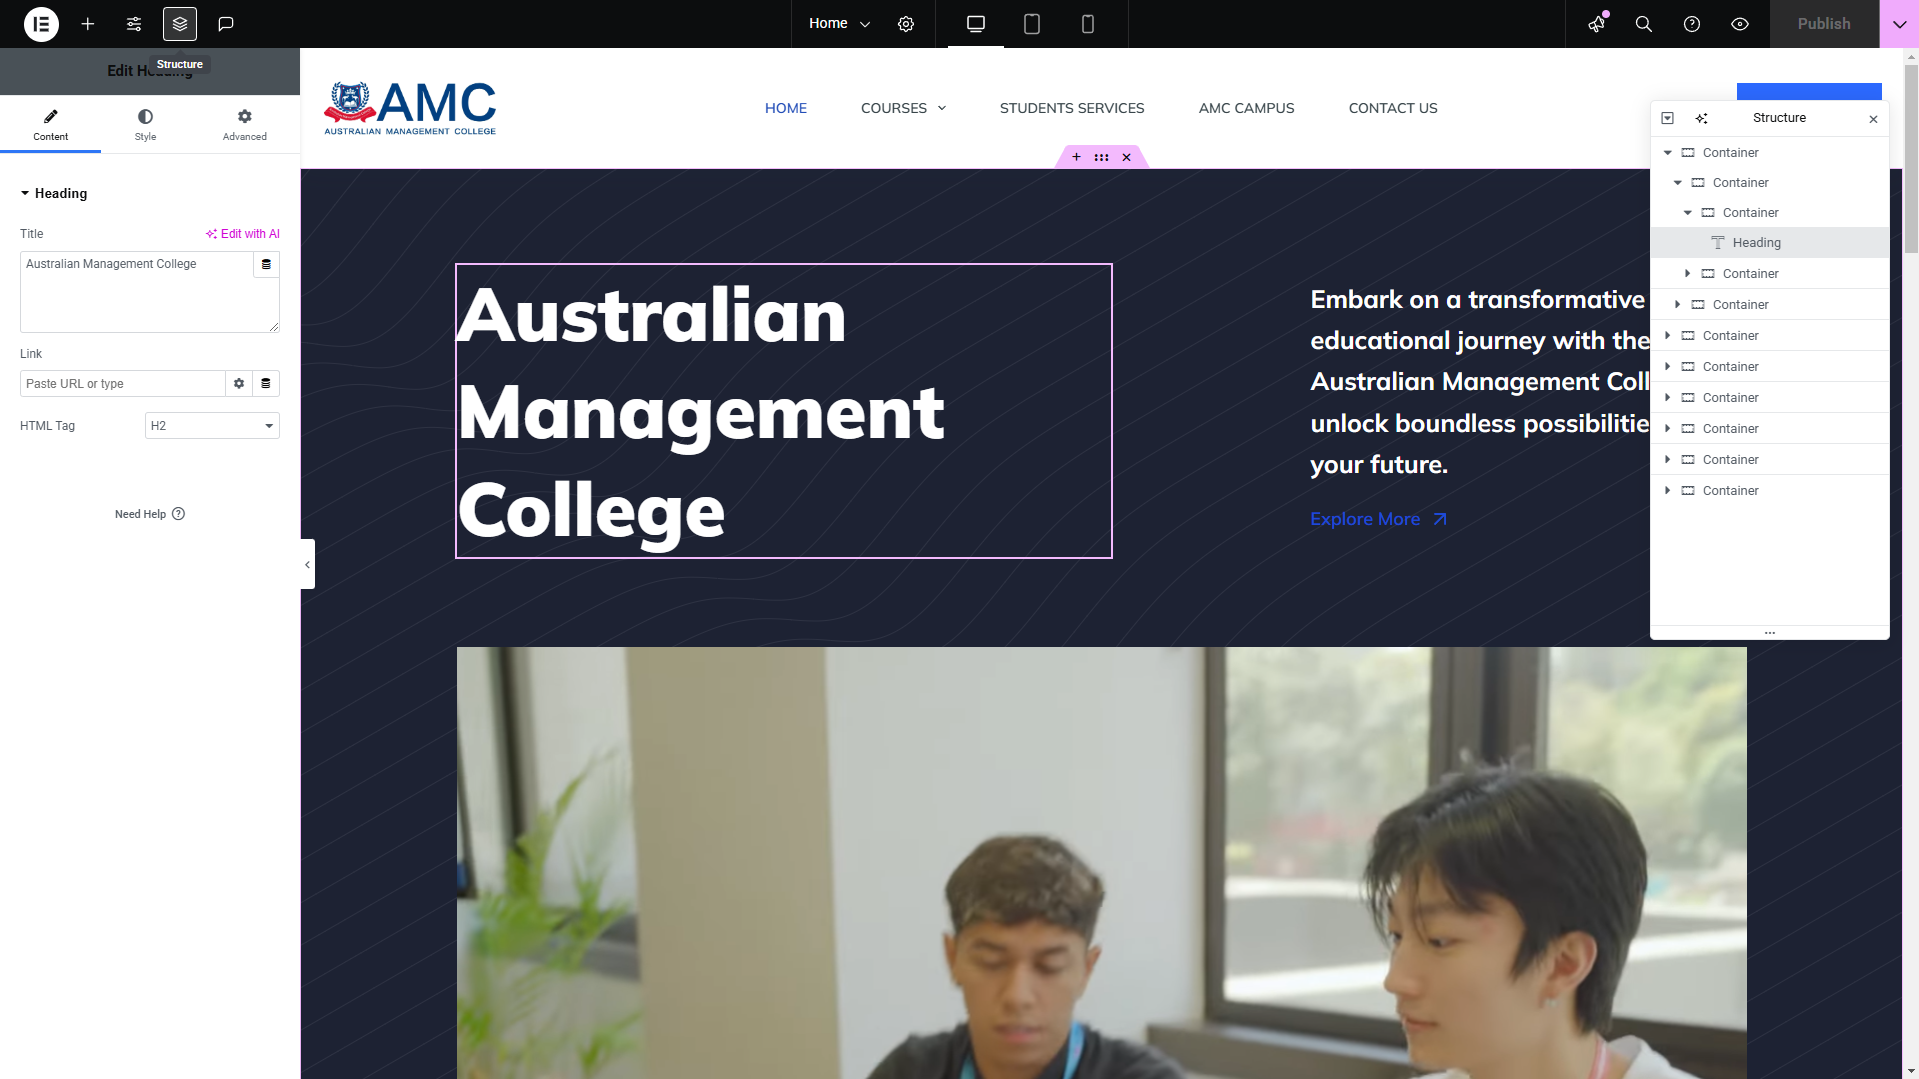 Home
Publish
Edit Heading
Structure
Content
Style
Advanced
Heading
Title
Edit with AI
Australian Management College
Link
Paste URL or type
HTML Tag
H2
Need Help
AMC
AUSTRALIAN MANAGEMENT COLLEGE
HOME
COURSES
STUDENTS SERVICES
AMC CAMPUS
CONTACT US
Australian
Management
College
Embark on a transformative
educational journey with the
Australian Management Coll
unlock boundless possibilitie
your future.
Explore More
Structure
Container
Container
Container
Heading
Container
Container
Container
Container
Container
Container
Container
Container